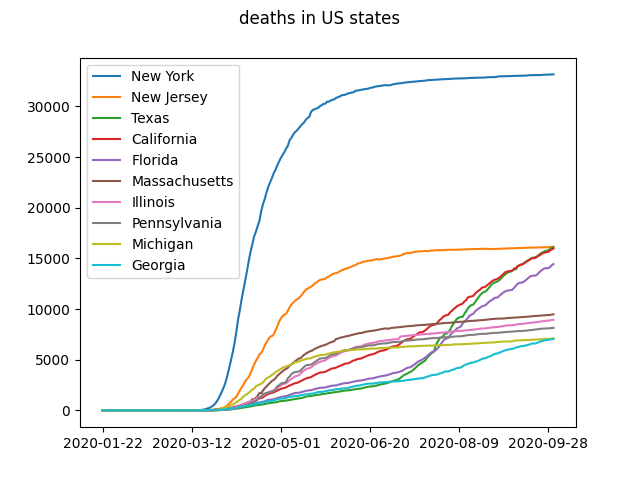 deaths in US states
New York
New Jersey
Texas
California
Florida
Massachusetts
Illinois
Pennsylvania
Michigan
Georgia
30000
25000
20000
15000
10000
5000
0
2020-01-22 2020-03-12 2020-05-01 2020-06-20 2020-08-09 2020-09-28